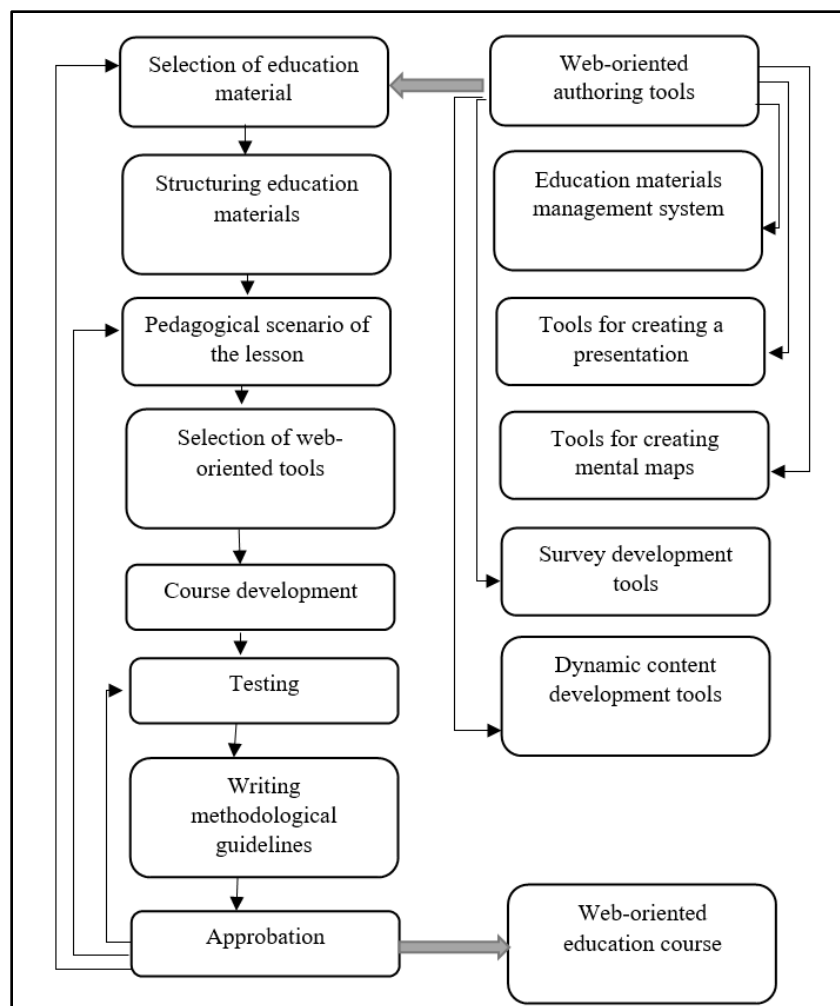 Selection of education
material
Structuring education
materials
Pedagogical scenario of
the lesson
Selection of web-
oriented tools
Course development
Testing
Writing
methodological
guidelines
Approbation
Web-oriented
authoring tools
Education materials
management system
Tools for creating a
presentation
Tools for creating
mental maps
Survey development
tools
Dynamic content
development tools
Web-oriented
education course